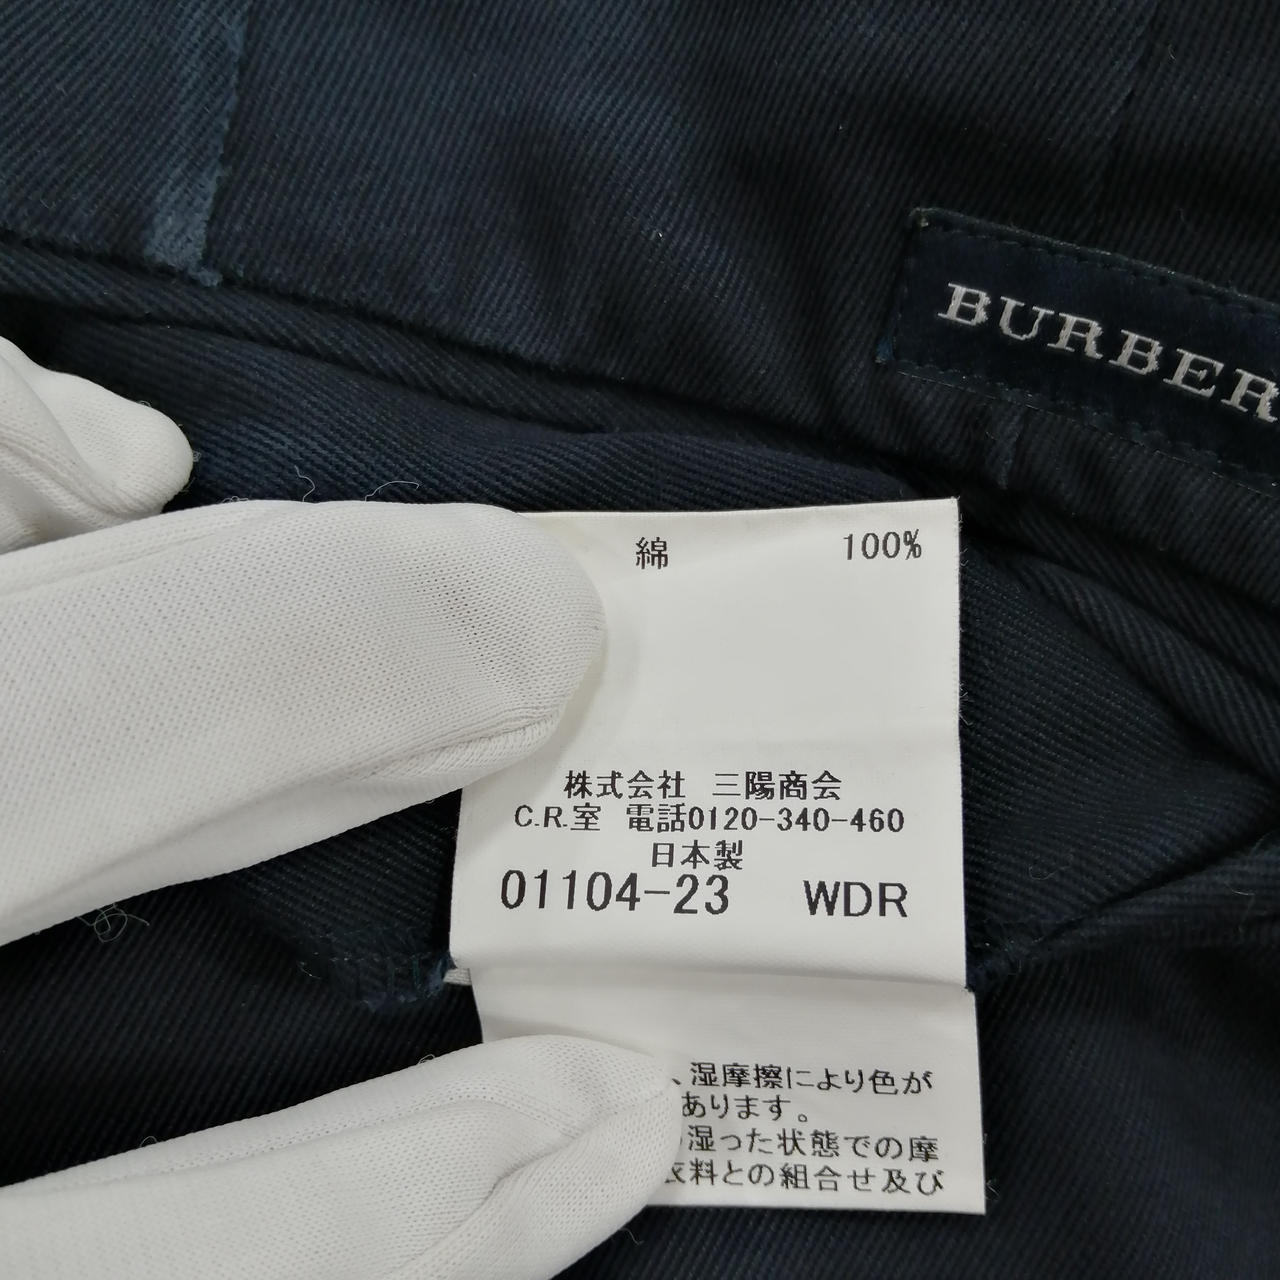 BURBER
綿 100%
株式会社 三陽商会
C.R.室 電話0120-340-460
日本製
01104-23 WDR
、湿摩擦により色が
あります。
湿った状態での摩
料との組合せ及び